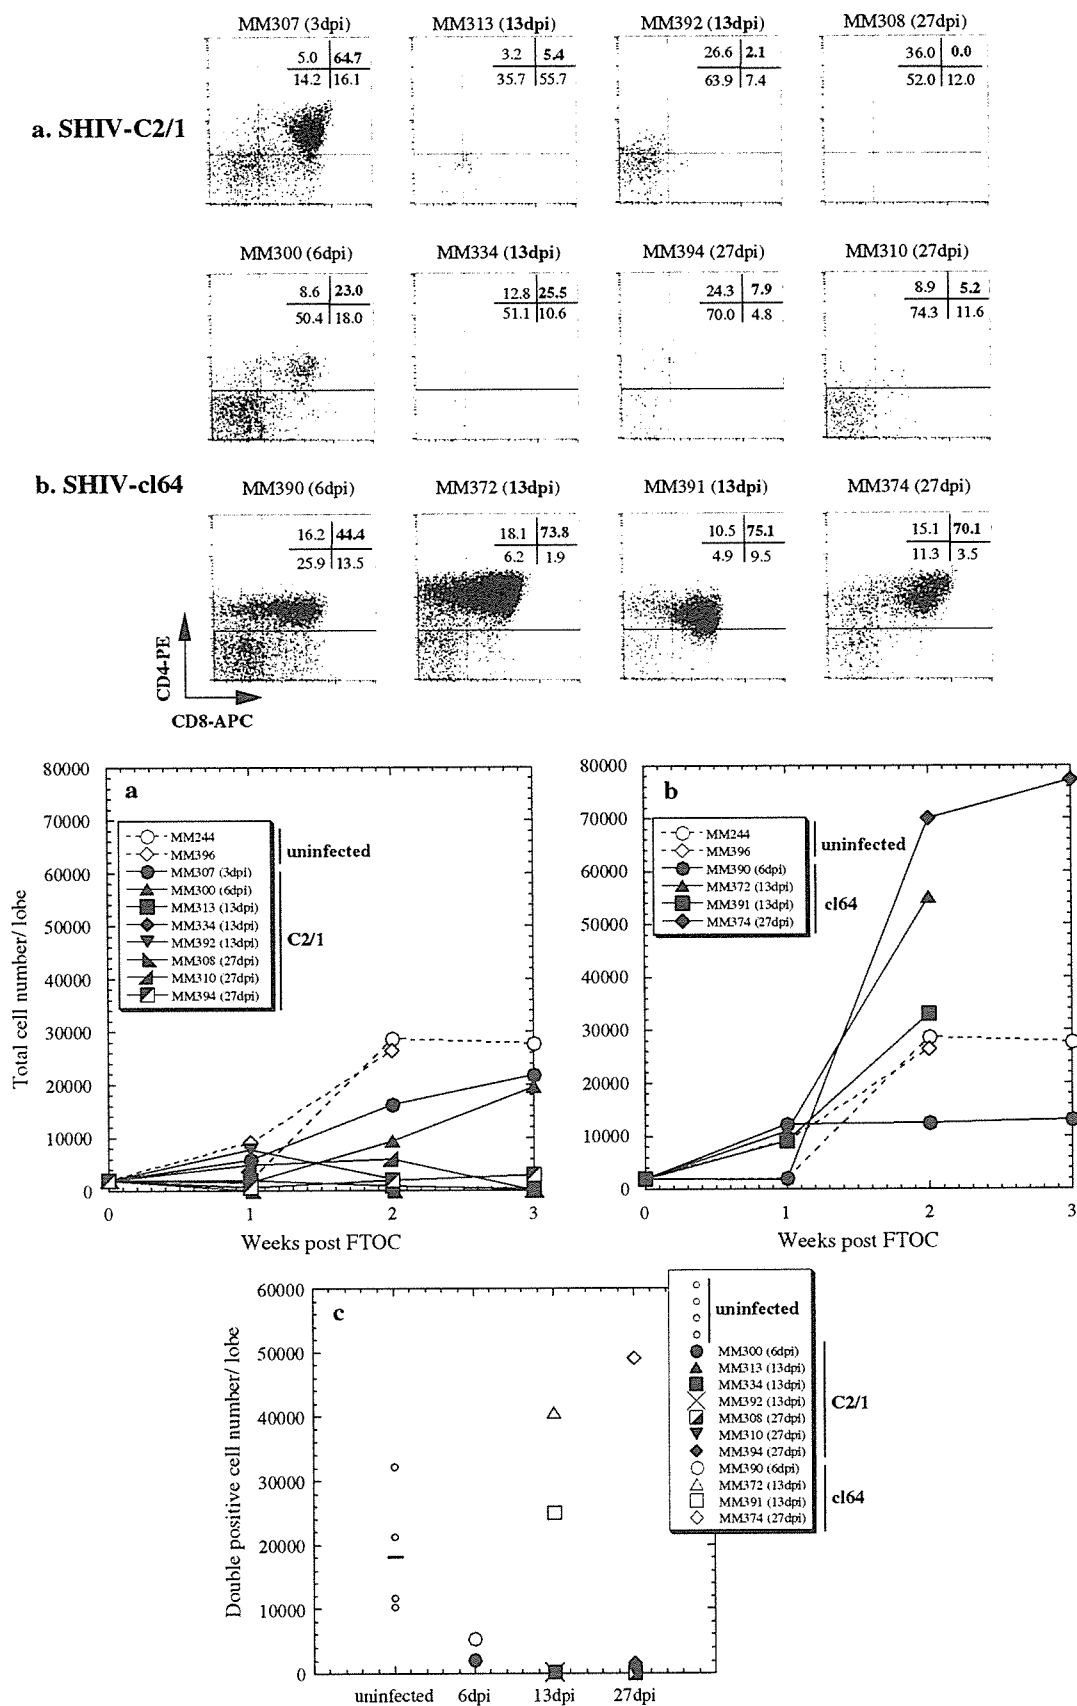 MM307 (3dpi) MM313 (13dpi) MM392 (13dpi) MM308 (27dpi)
5.0 64.7 3.2 5.4 26.6 2.1 36.0 0.0
14.2 16.1 35.7 55.7 63.9 7.4 52.0 12.0
a. SHIV-C2/1
MM300 (6dpi) MM334 (13dpi) MM394 (27dpi) MM310 (27dpi)
8.6 23.0 12.8 25.5 24.3 7.9 8.9 5.2
50.4 18.0 51.1 10.6 70.0 4.8 74.3 11.6
b. SHIV-cl64
MM390 (6dpi) MM372 (13dpi) MM391 (13dpi) MM374 (27dpi)
16.2 44.4 18.1 73.8 10.5 75.1 15.1 70.1
25.9 13.5 6.2 1.9 4.9 9.5 11.3 3.5
CD4-PE
CD8-APC
a
80000
70000
60000
50000
40000
30000
20000
10000
0
Total cell number/ lobe
MM244
MM396
uninfected
MM307 (3dpi)
MM300 (6dpi)
MM313 (13dpi)
MM334 (13dpi)
MM392 (13dpi)
MM308 (27dpi)
MM310 (27dpi)
MM394 (27dpi)
C2/1
0 1 2 3
Weeks post FTOC
b
80000
70000
60000
50000
40000
30000
20000
10000
0
MM244
MM396
uninfected
MM390 (6dpi)
MM372 (13dpi)
MM391 (13dpi)
MM374 (27dpi)
cl64
0 1 2 3
Weeks post FTOC
c
60000
50000
40000
30000
20000
10000
0
Double positive cell number/ lobe
uninfected
MM300 (6dpi)
MM313 (13dpi)
MM334 (13dpi)
MM392 (13dpi)
MM308 (27dpi)
MM310 (27dpi)
MM394 (27dpi)
C2/1
MM390 (6dpi)
MM372 (13dpi)
MM391 (13dpi)
MM374 (27dpi)
cl64
uninfected 6dpi 13dpi 27dpi